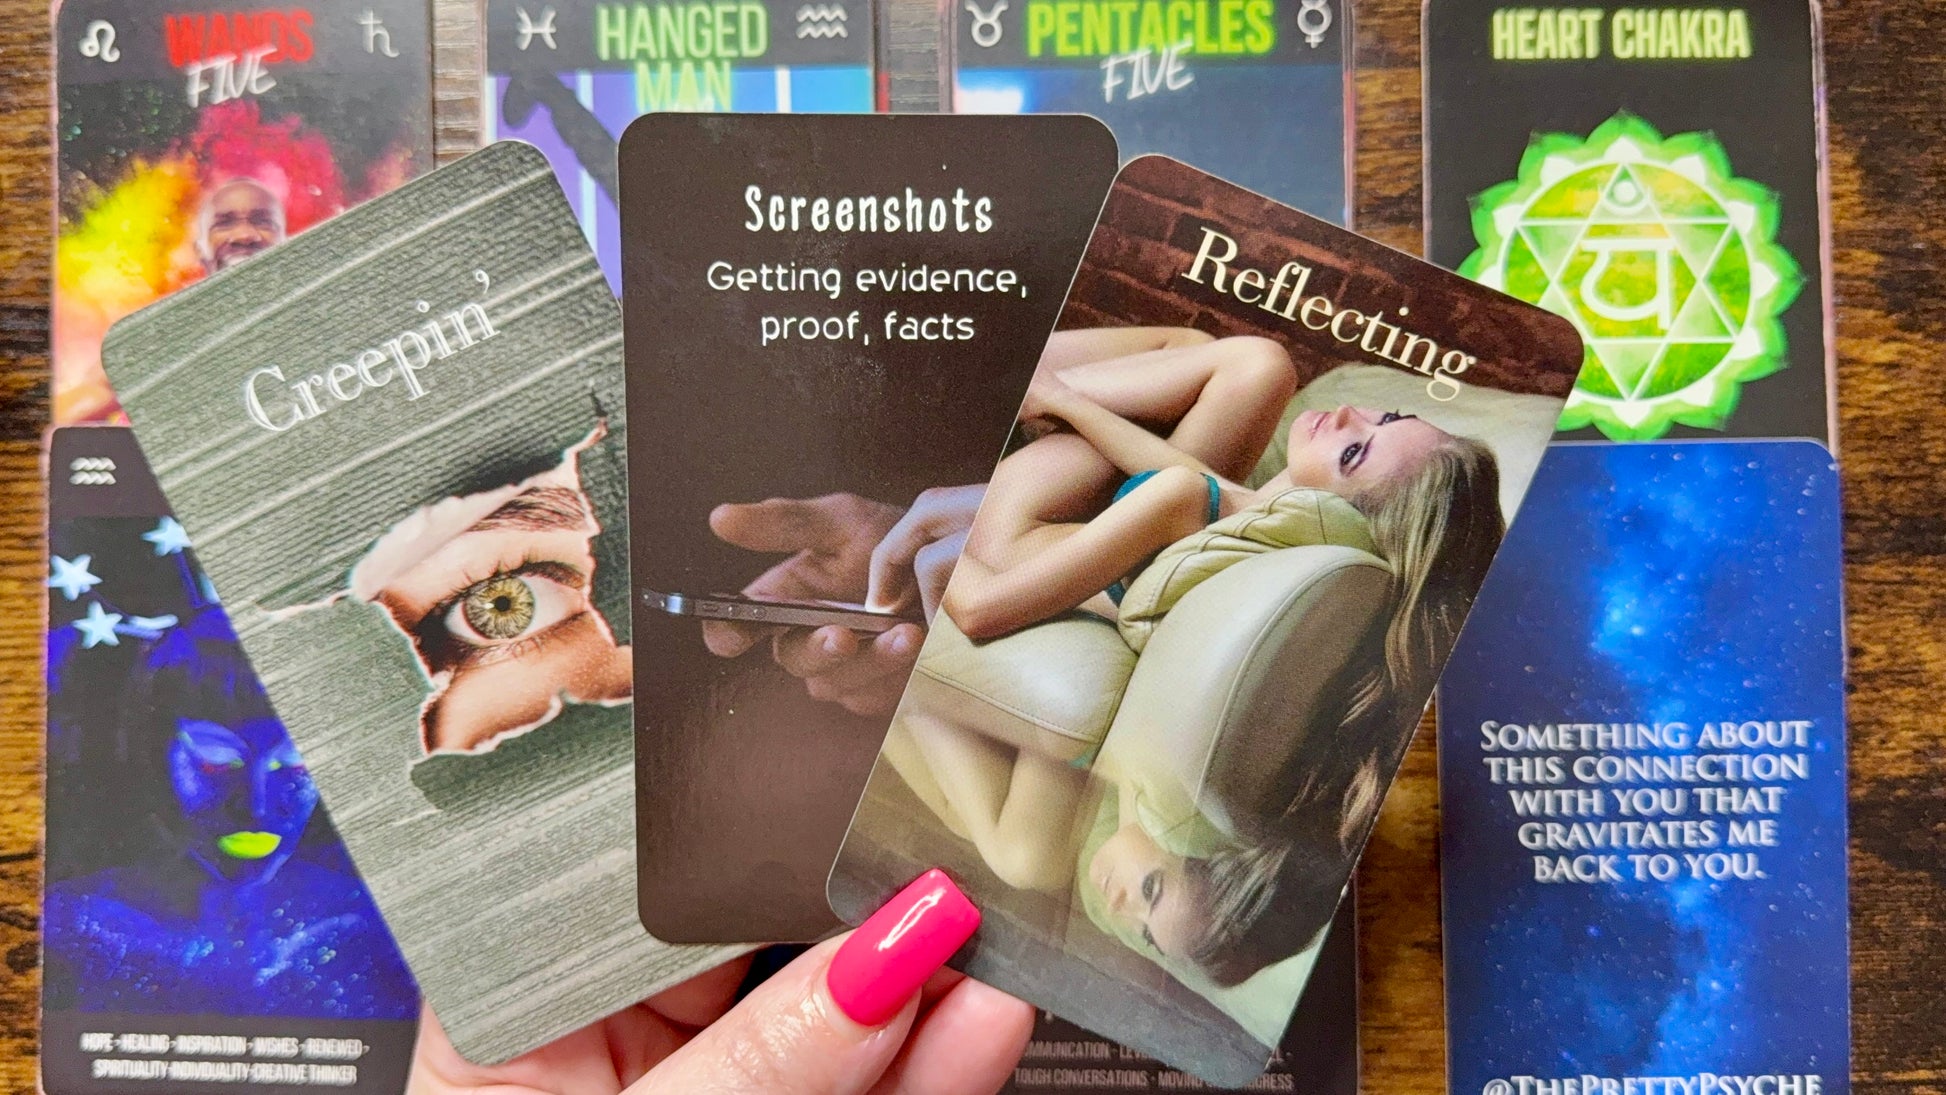 WANDS
FIVE
HANGED
MAN
PENTACLES
FIVE
HEART CHAKRA
Creepin'
Screenshots
Getting evidence,
proof, facts
Reflecting
SOMETHING ABOUT
THIS CONNECTION
WITH YOU THAT
GRAVITATES ME
BACK TO YOU.
@THEPRETTYPSYCHE
HOPE - HEALING - INSPIRATION - WISHES - RENEWED -
SPIRITUALITY-INDIVIDUALITY-CREATIVE THINKER
TOUGH CONVERSATIONS - MOVING